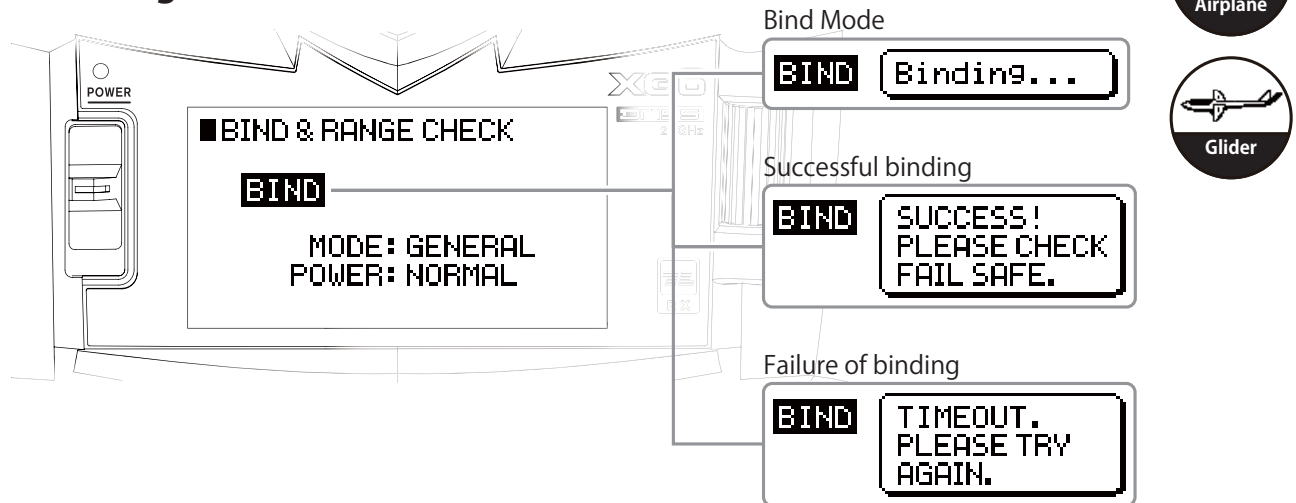 Airplane
Bind Mode
BIND
Binding...
POWER
■BIND & RANGE CHECK
Glider
Successful binding
BIND
BIND
SUCCESS!
PLEASE CHECK
FAIL SAFE.
MODE: GENERAL
POWER: NORMAL
Failure of binding
BIND
TIMEOUT.
PLEASE TRY
AGAIN.